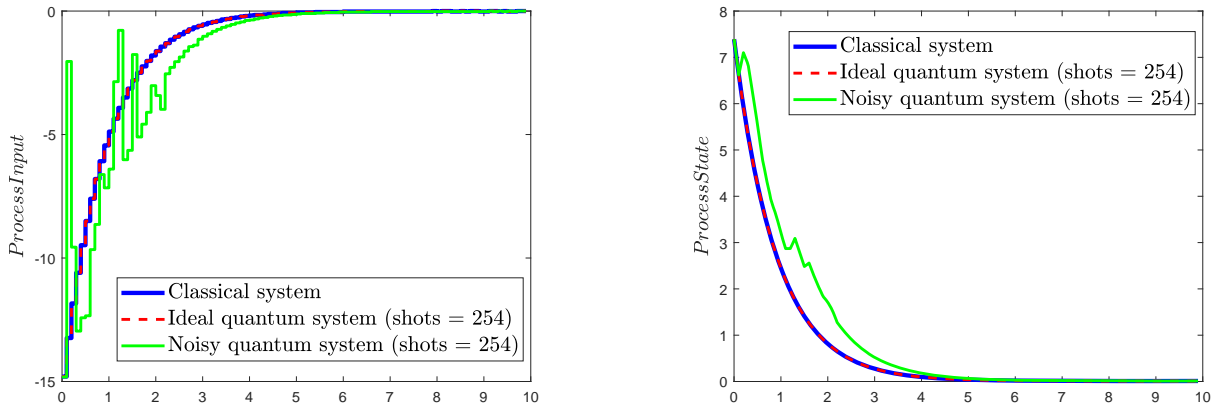 0
-5
-10
-15
ProcessInput
Classical system
Ideal quantum system (shots = 254)
Noisy quantum system (shots = 254)
0 1 2 3 4 5 6 7 8 9 10
8
7
6
5
4
3
2
1
0
ProcessState
Classical system
Ideal quantum system (shots = 254)
Noisy quantum system (shots = 254)
0 1 2 3 4 5 6 7 8 9 10